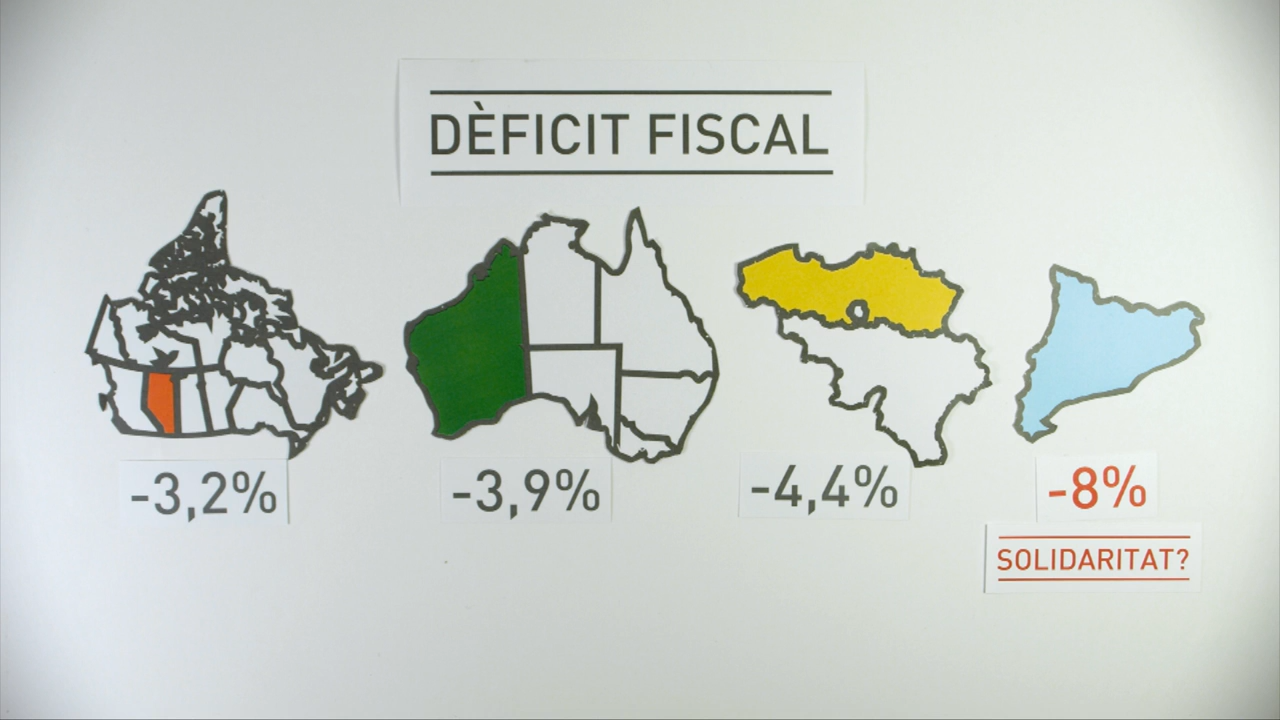 DÈFICIT FISCAL
-3,2%
-3,9%
-4,4%
-8%
SOLIDARITAT?